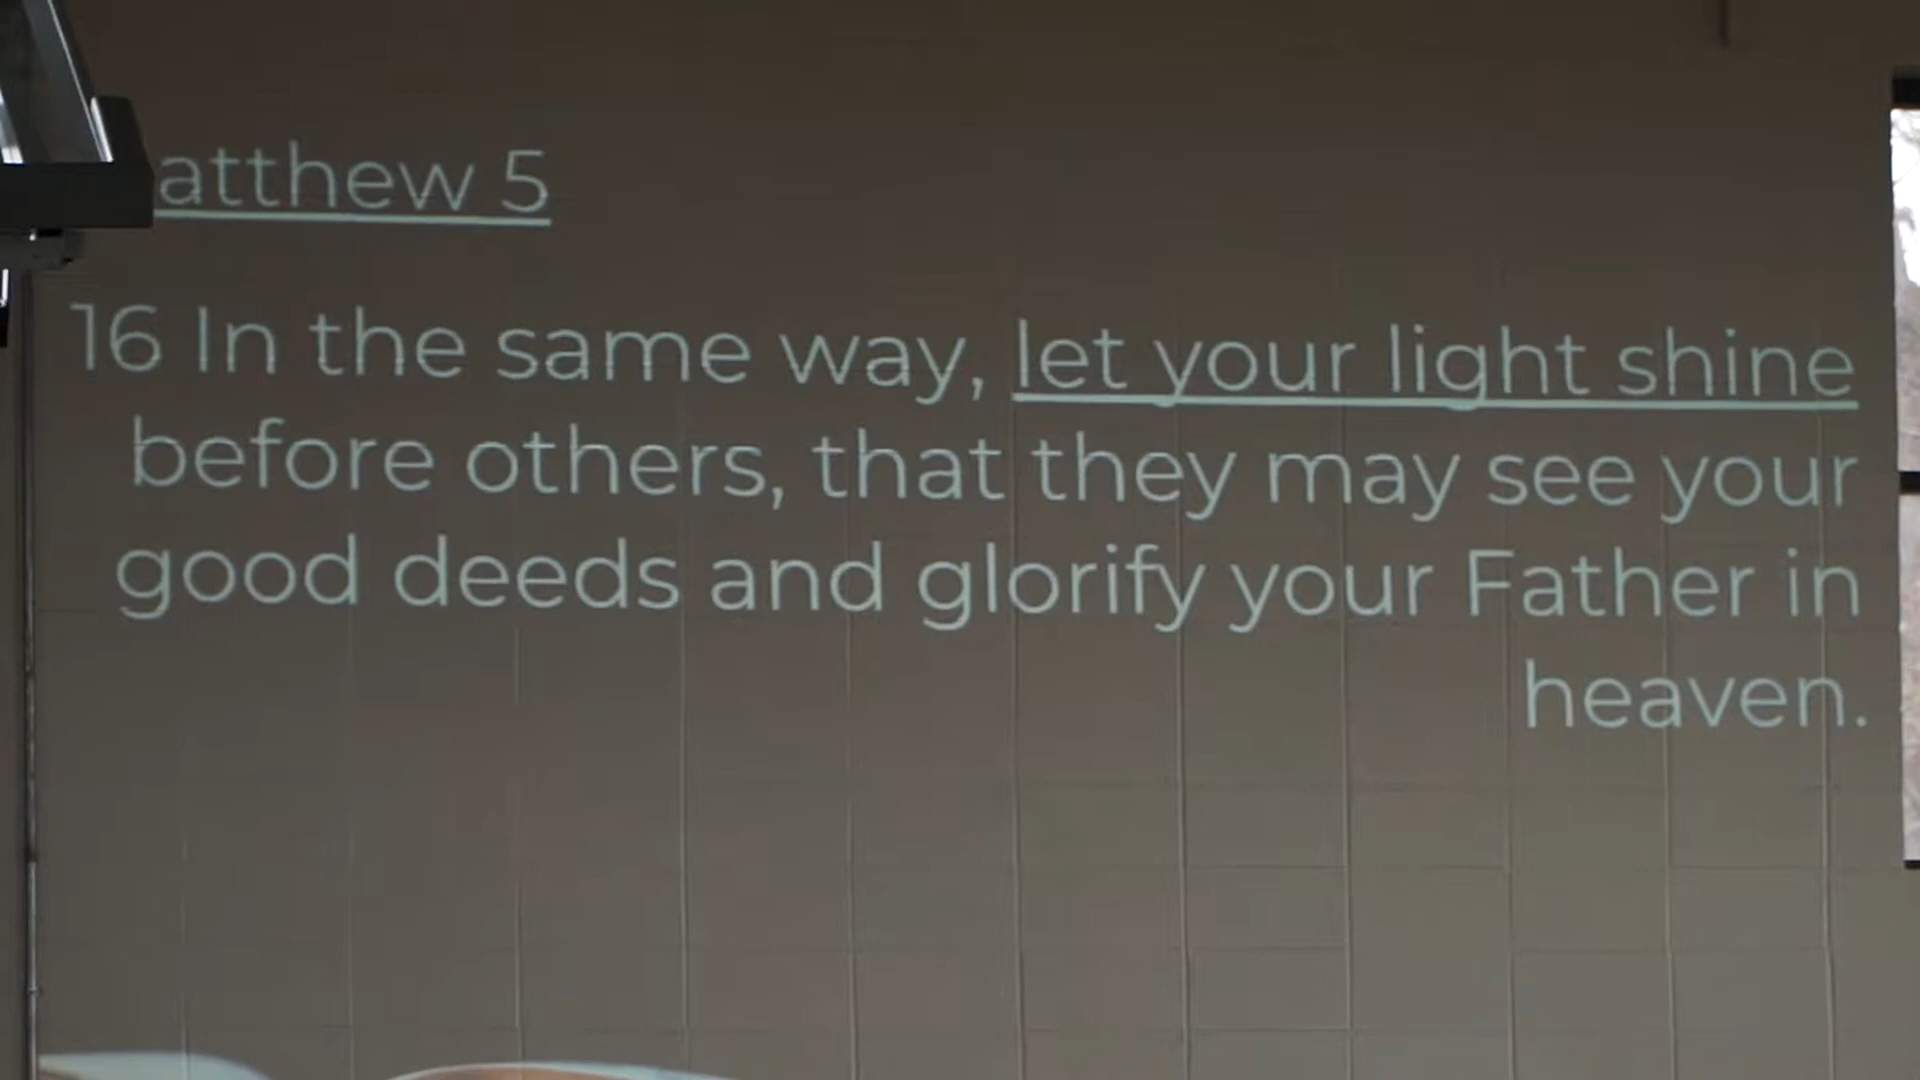 atthew 5
16 In the same way, let your light shine
before others, that they may see your
good deeds and glorify your Father in
heaven.